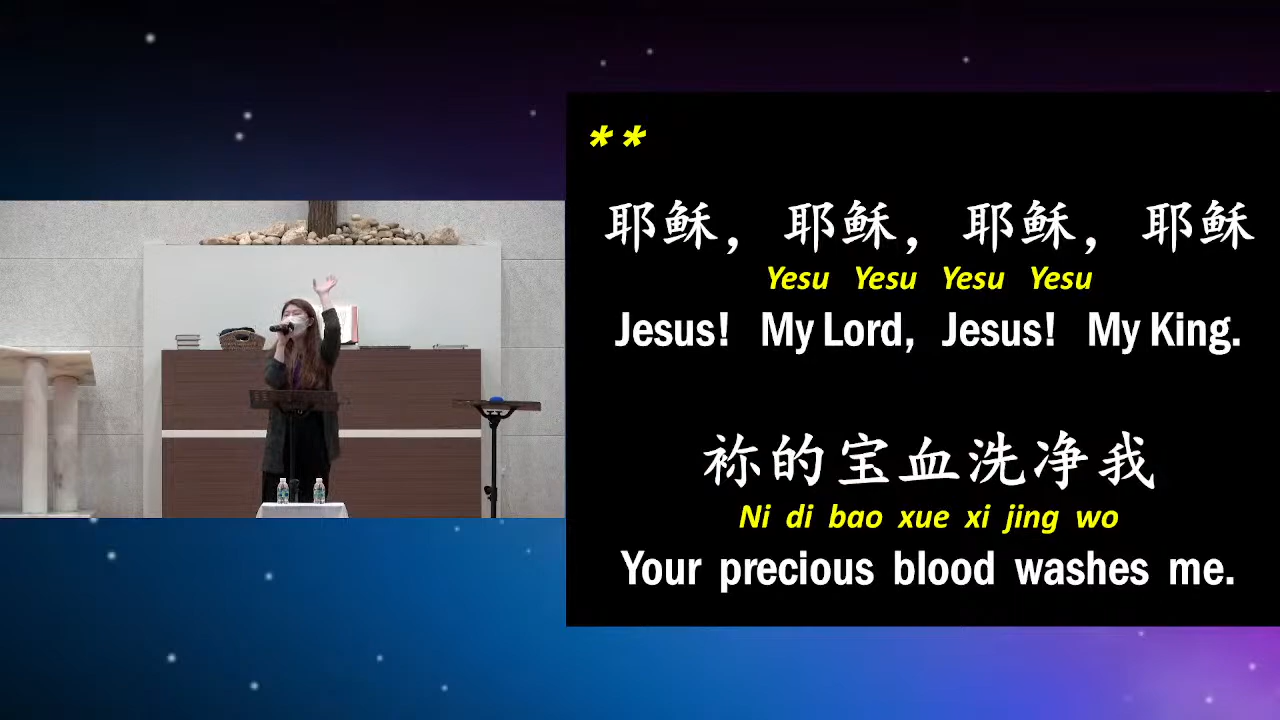 **
耶稣，耶稣，耶稣，耶稣
Yesu Yesu Yesu Yesu
Jesus! My Lord, Jesus! My King.
袮的宝血洗净我
Ni di bao xue xi jing wo
Your precious blood washes me.